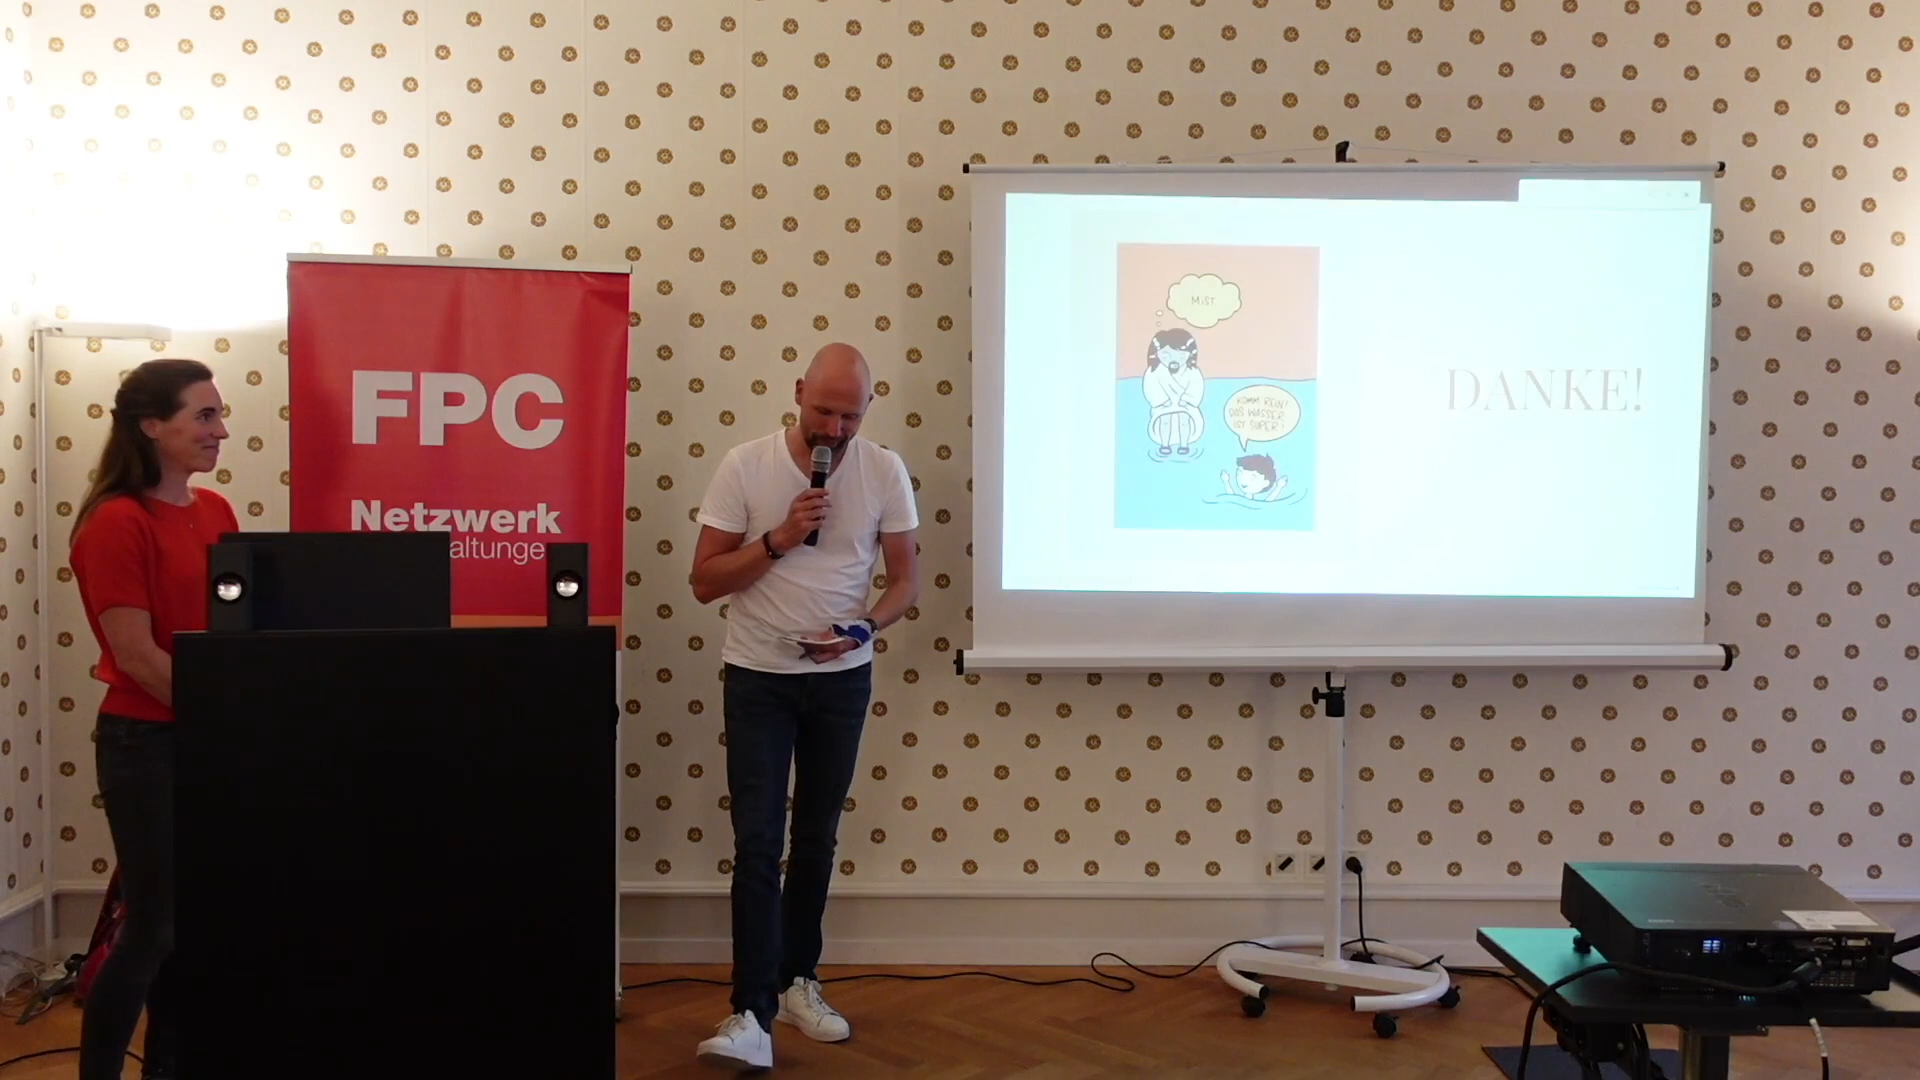 FPC
Netzwerk
altunge
MIST.
KOMM REIN!
DAS WASSER
IST SUPER!
DANKE!